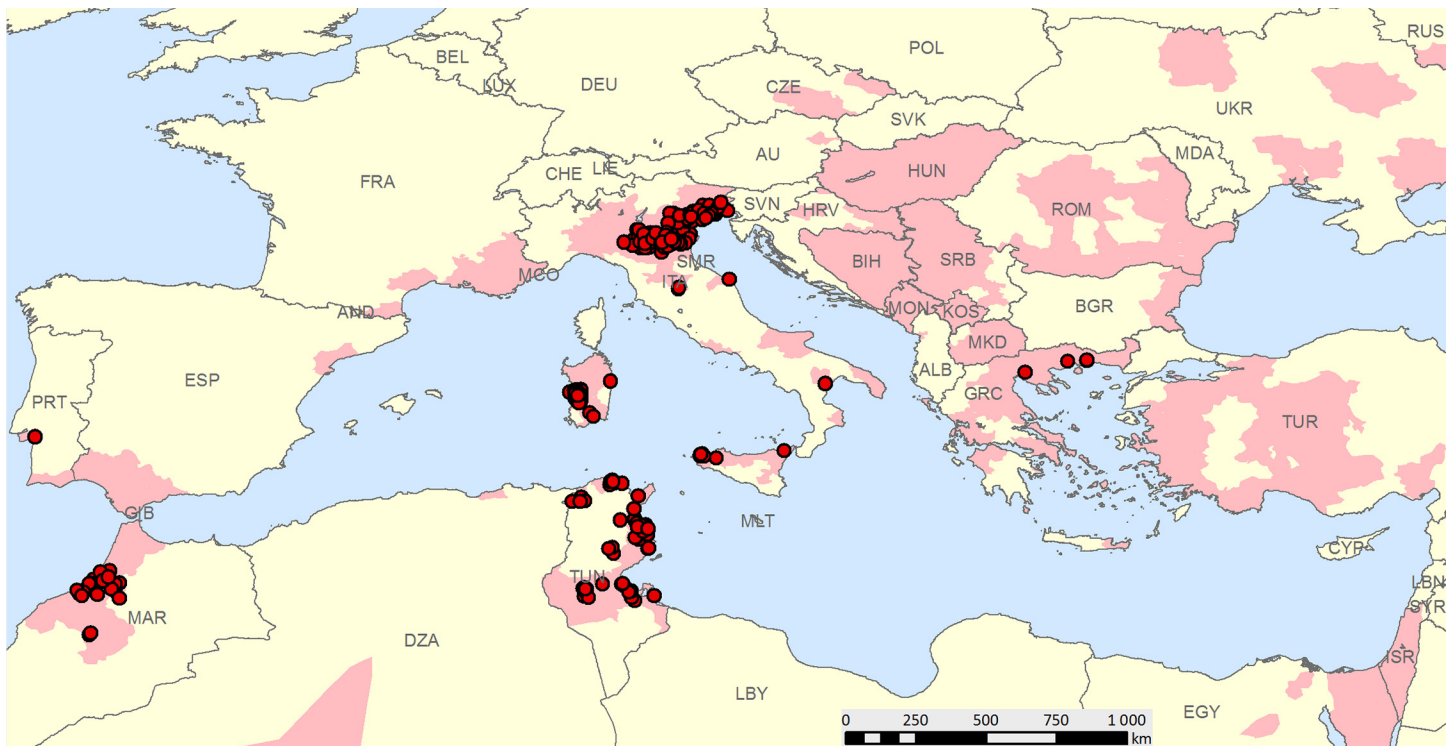 RUS
POL
BEL
DEU
LUX
CZE
UKR
SVK
AU
MDA
HUN
LIE
CHE
FRA
SVN
HRV
ROM
BIH
SRB
SMR
MCO
ITA
AND
MON
KOS
BGR
MKD
ESP
ALB
PRT
GRC
TUR
GIB
MLT
CYP
TUN
LBN
SYR
MAR
DZA
ISR
LBY
EGY
0 250 500 750 1 000
km